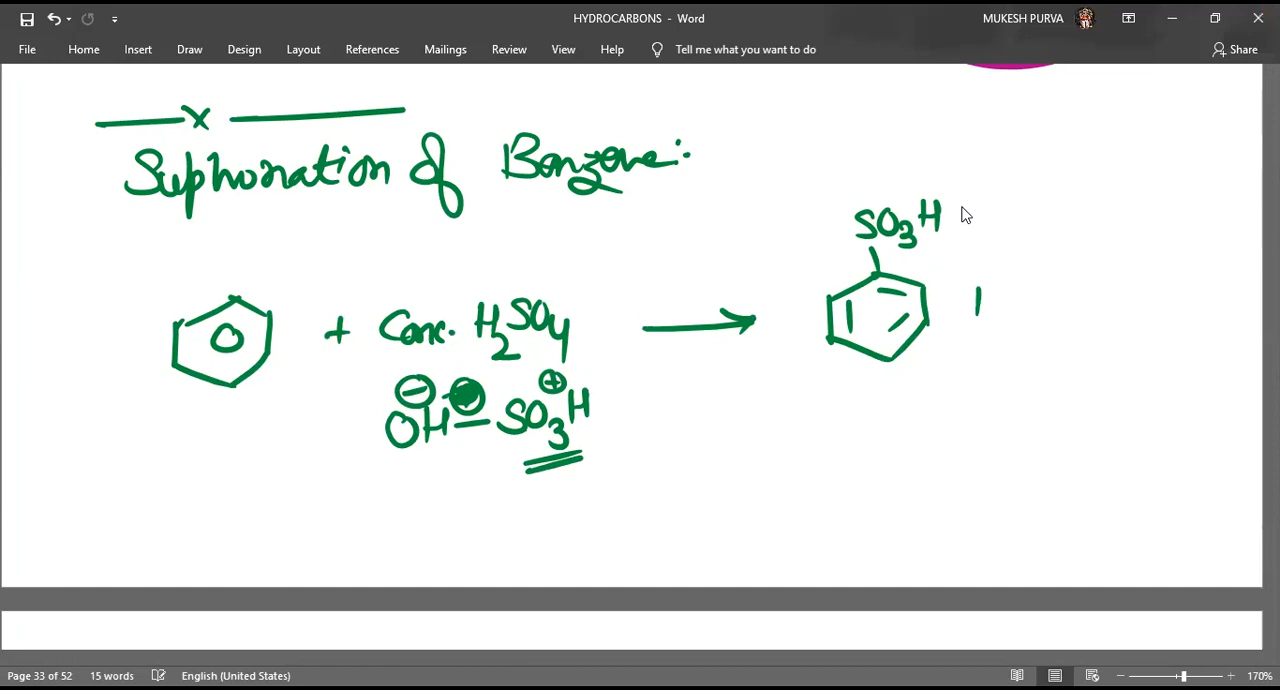 HYDROCARBONS - Word
MUKESH PURVA
File Home Insert Draw Design Layout References Mailings Review View Help Tell me what you want to do Share
x
Suphonation of Benzene:
SO3H
+ Conc. H2SO4 →
OH⊖ SO3H⊕
Page 33 of 52 15 words English (United States) 170%